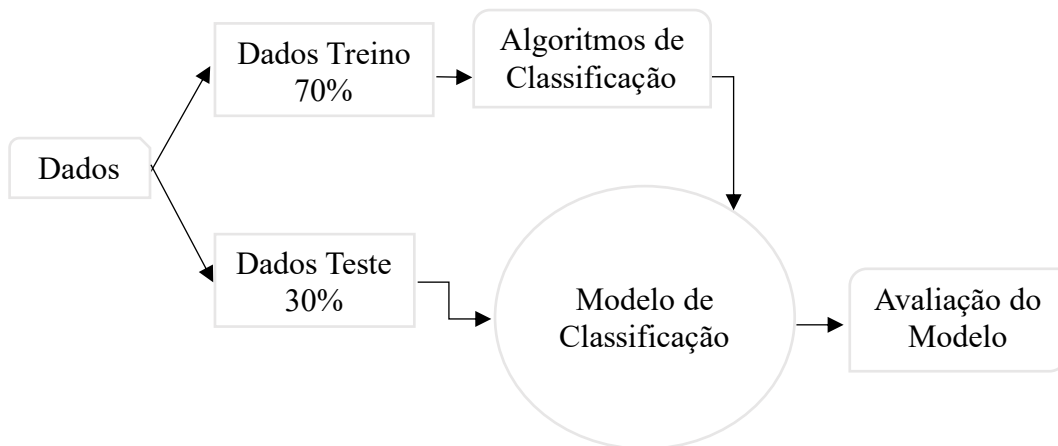 Dados
Dados Treino
70%
Algoritmos de
Classificação
Dados Teste
30%
Modelo de
Classificação
Avaliação do
Modelo